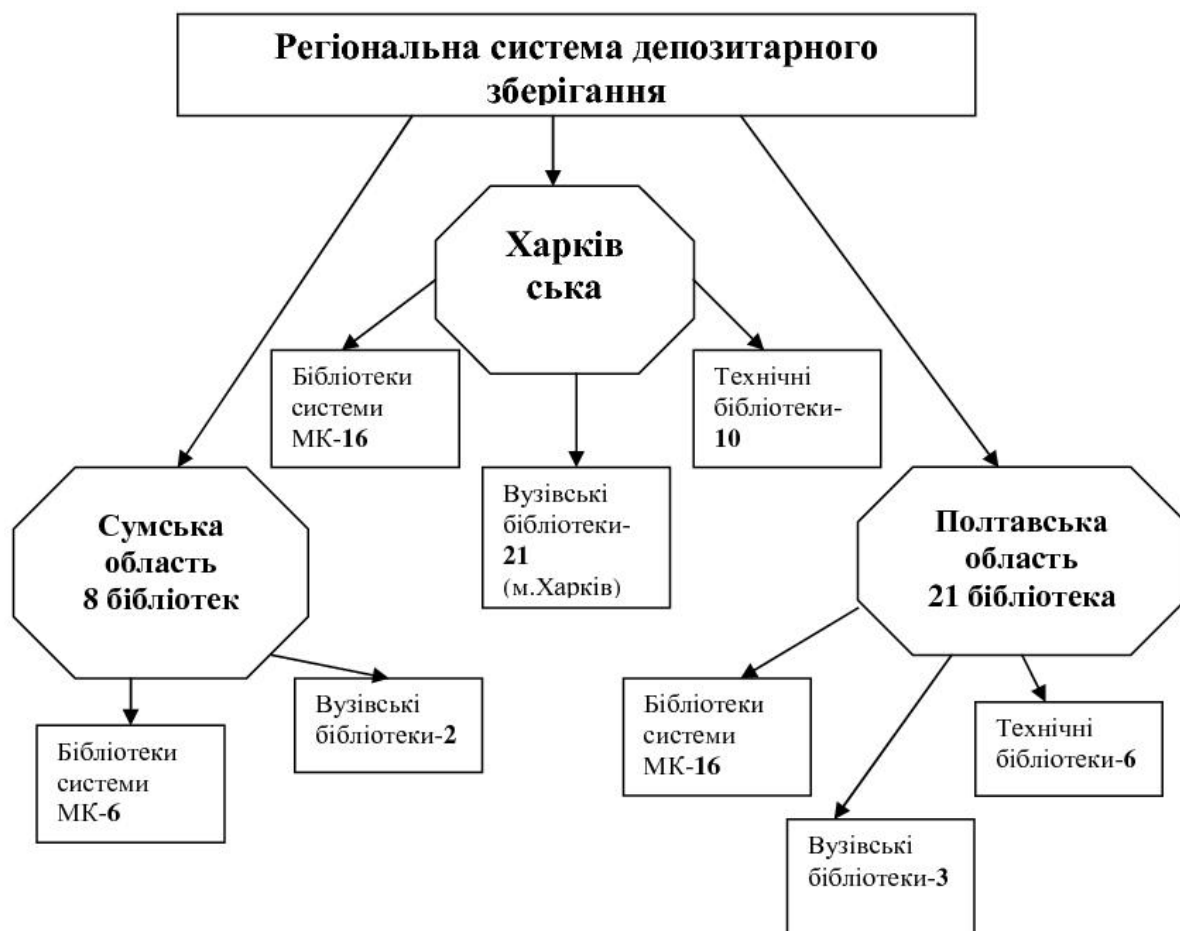 Регіональна система депозитарного
зберігання
Харків
ська
Бібліотеки
системи
МК-16
Технічні
бібліотеки-
10
Вузівські
бібліотеки-
21
(м.Харків)
Сумська
область
8 бібліотек
Полтавська
область
21 бібліотека
Вузівські
бібліотеки-2
Бібліотеки
системи
МК-6
Бібліотеки
системи
МК-16
Технічні
бібліотеки-6
Вузівські
бібліотеки-3